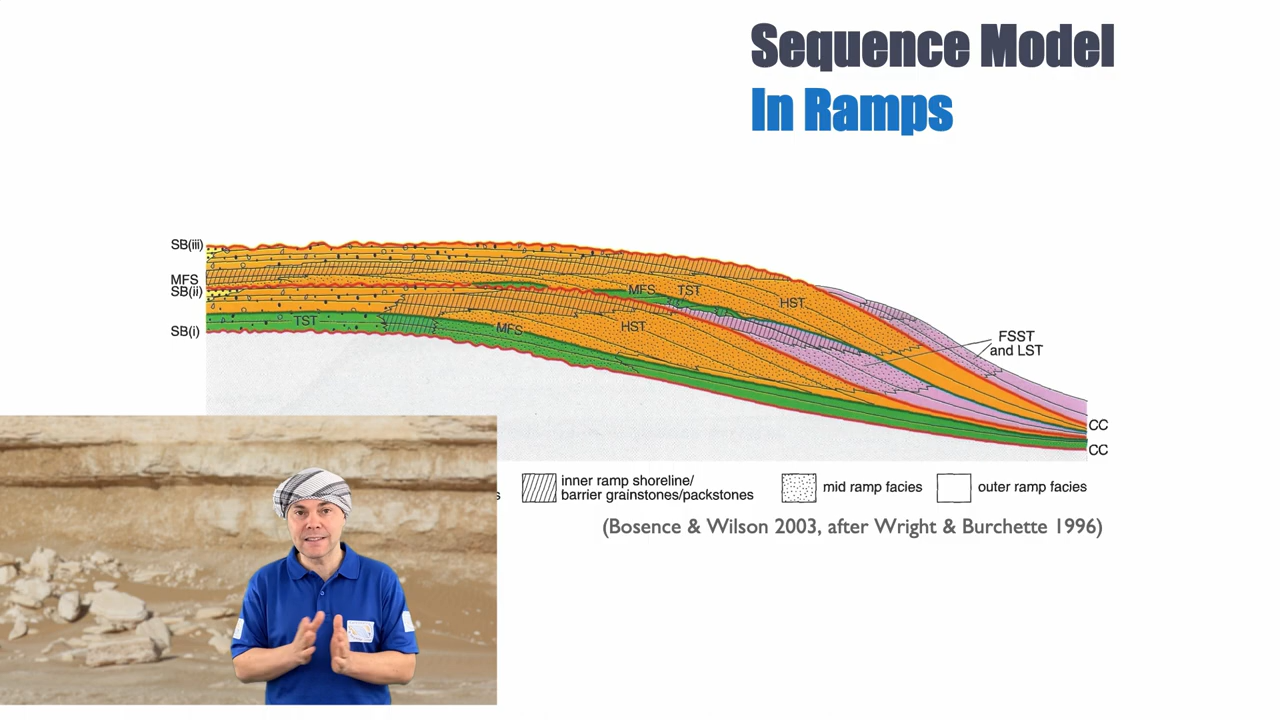 Sequence Model
In Ramps
SB(iii)
MFS
SB(ii)
SB(i)
TST
MFS
HST
MFS
TST
HST
FSST
and LST
CC
CC
s
inner ramp shoreline/
barrier grainstones/packstones
mid ramp facies
outer ramp facies
(Bosence & Wilson 2003, after Wright & Burchette 1996)